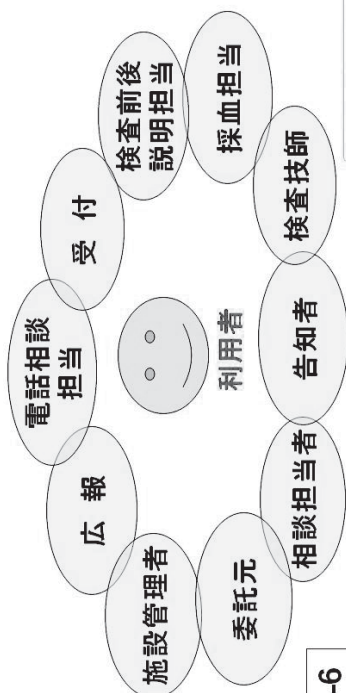 電話相談
担当
受 付
検査前後
説明担当
採血担当
検査技師
告知者
相談担当者
委託元
施設管理者
広 報
利用者
-6